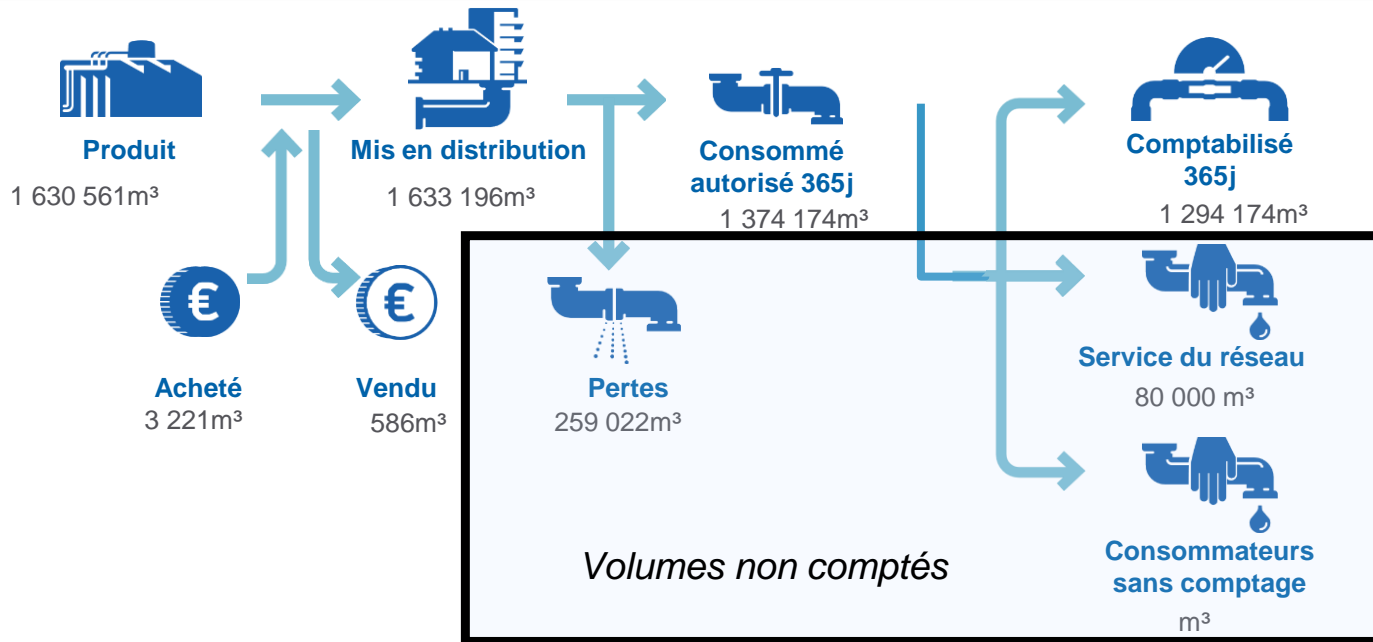 Produit
1 630 561m³
Mis en distribution
1 633 196m³
Consommé
autorisé 365j
1 374 174m³
Comptabilisé
365j
1 294 174m³
€
Acheté
3 221m³
€
Vendu
586m³
Pertes
259 022m³
Service du réseau
80 000 m³
Volumes non comptés
Consommateurs
sans comptage
m³